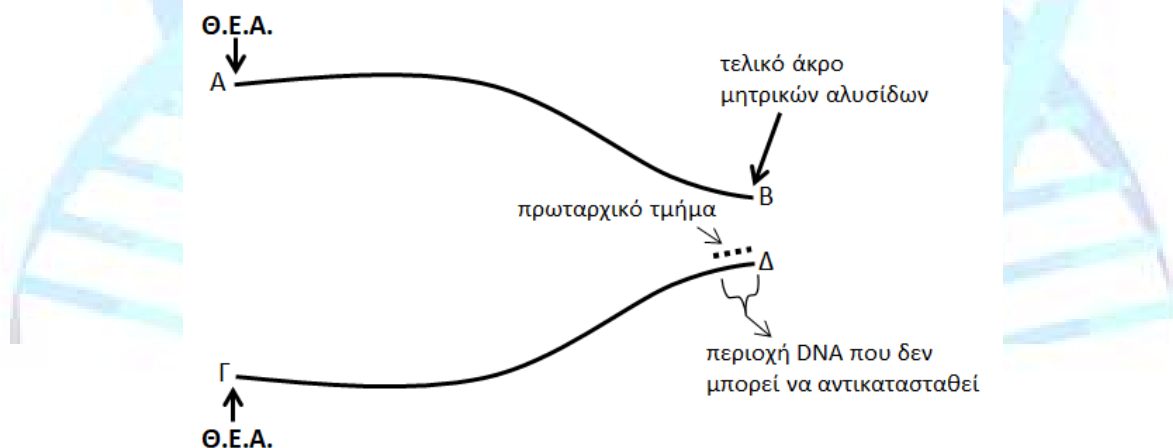 Θ.Ε.Α.
Α
τελικό άκρο
μητρικών αλυσίδων
Β
πρωταρχικό τμήμα
Δ
περιοχή DNA που δεν
μπορεί να αντικατασταθεί
Γ
Θ.Ε.Α.